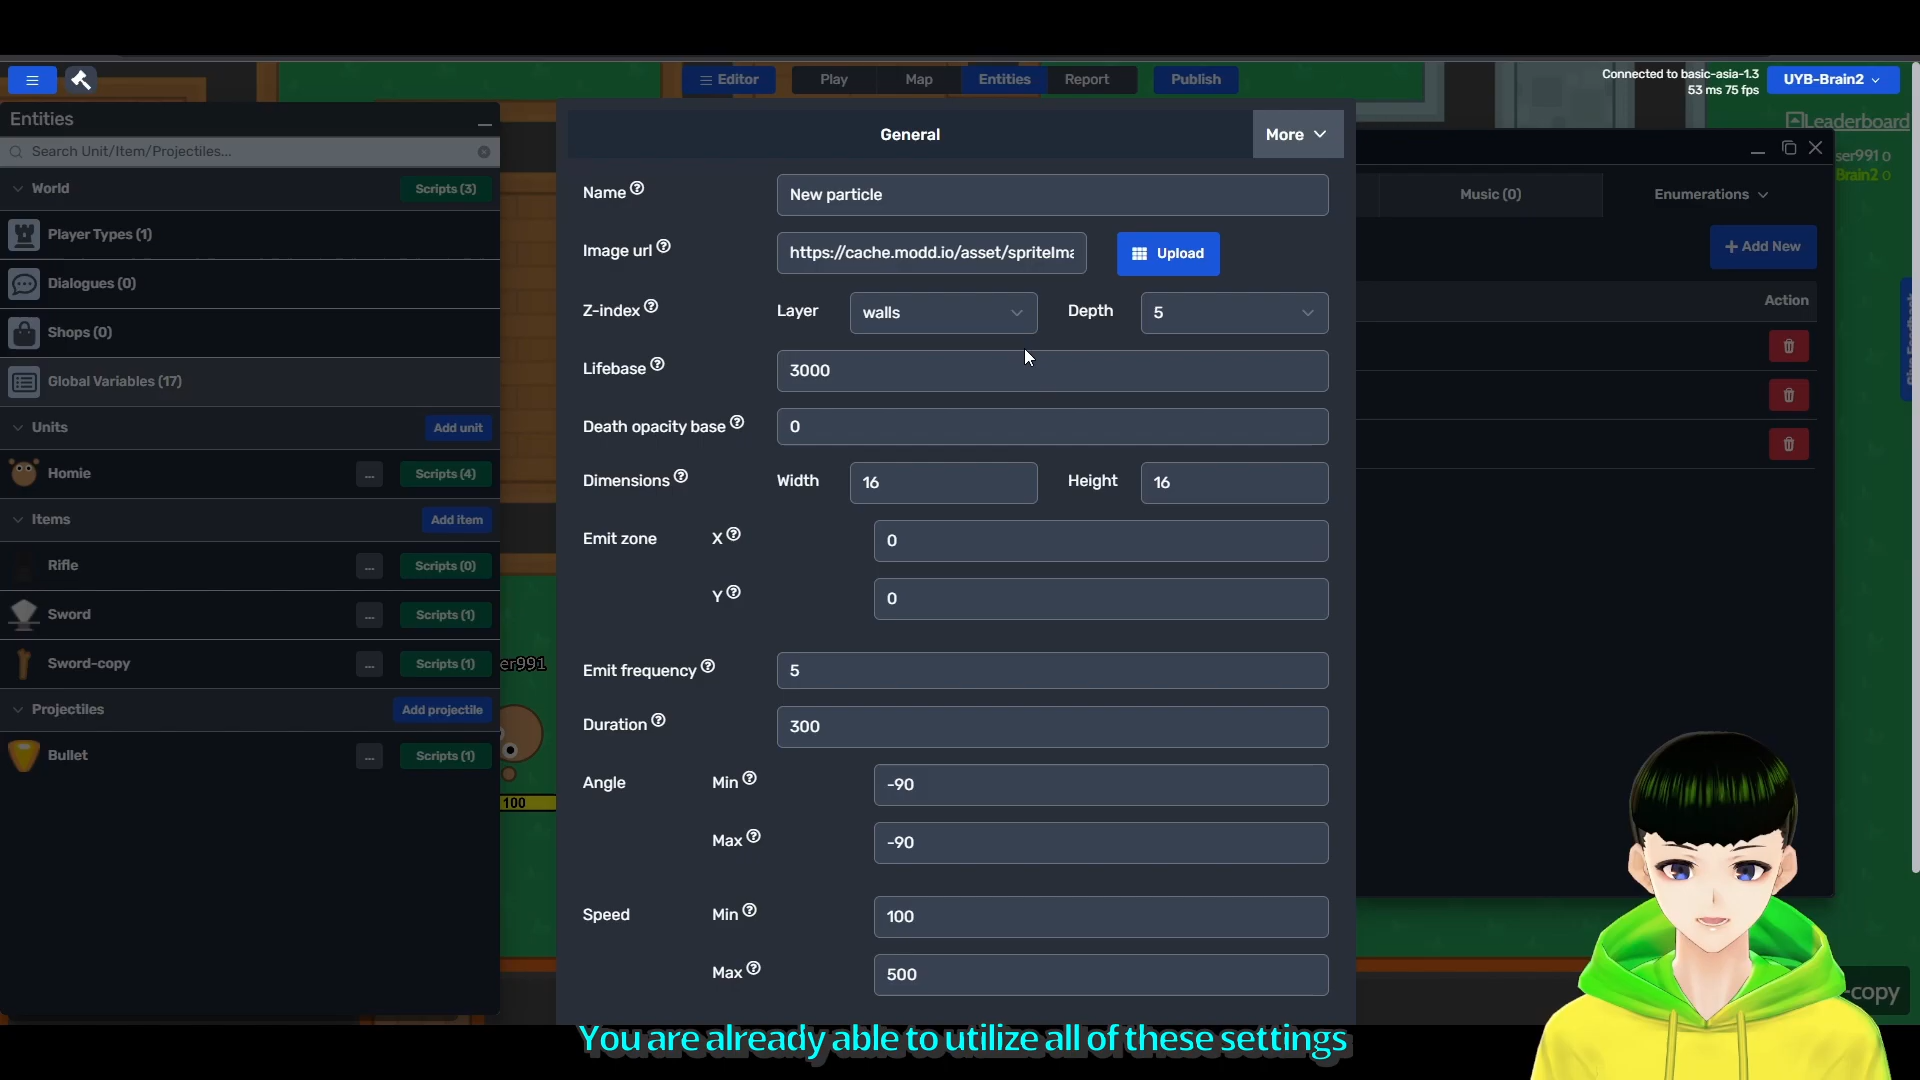 Editor
Play
Map
Entities
Report
Publish
Connected to basic-asia-1.3
53 ms 75 fps
UYB-Brain2
Leaderboard
ser991 0
Brain2 0
Entities
Search Unit/Item/Projectiles...
World
Scripts (3)
Player Types (1)
Dialogues (0)
Shops (0)
Global Variables (17)
Units
Add unit
Homie
...
Scripts (4)
Items
Add item
Rifle
...
Scripts (0)
Sword
...
Scripts (1)
Sword-copy
...
Scripts (1)
Projectiles
Add projectile
Bullet
...
Scripts (1)
er991
100
General
More
Name
New particle
Image url
https://cache.modd.io/asset/spriteIma
Upload
Z-index
Layer
walls
Depth
5
Lifebase
3000
Death opacity base
0
Dimensions
Width
16
Height
16
Emit zone
X
0
Y
0
Emit frequency
5
Duration
300
Angle
Min
-90
Max
-90
Speed
Min
100
Max
500
Music (0)
Enumerations
+ Add New
Action
-copy
You are already able to utilize all of these settings